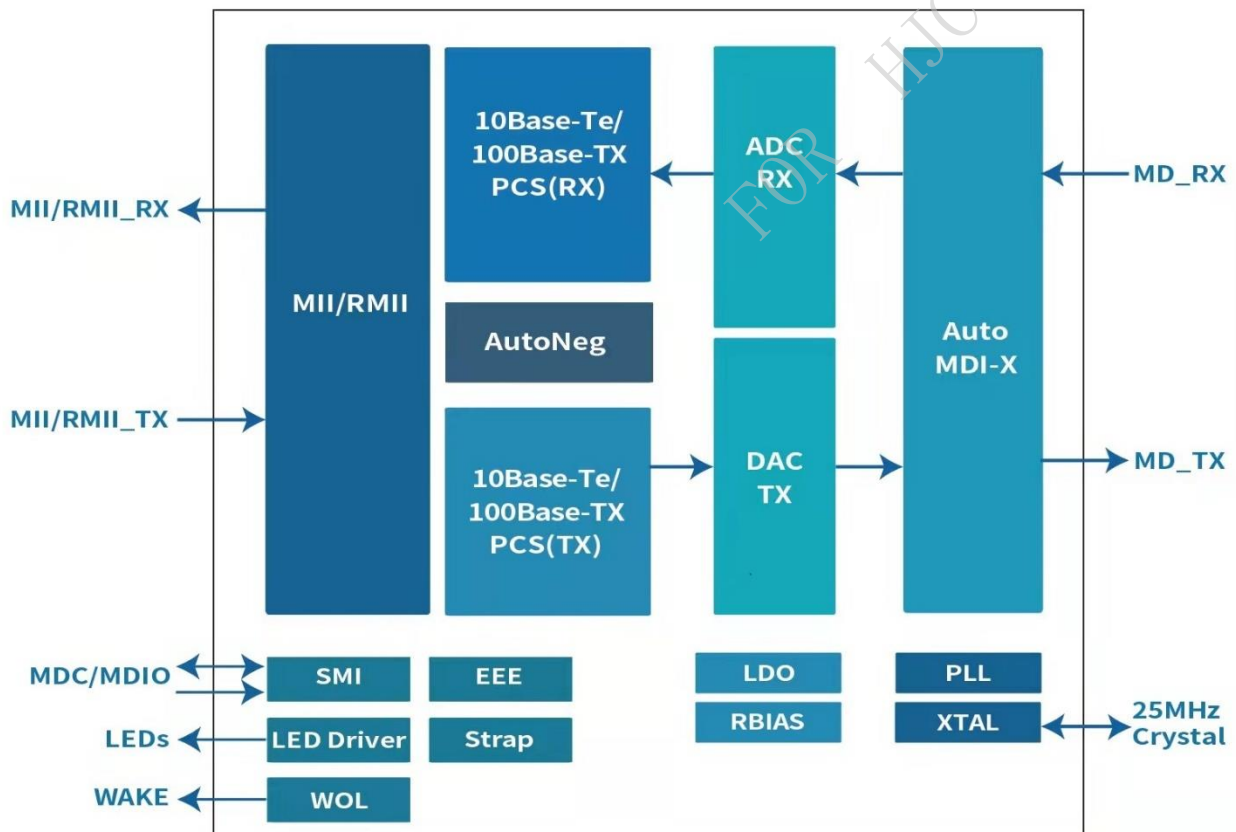 FOR HJC
10Base-Te/
100Base-TX
PCS(RX)
ADC
RX
MD_RX
MII/RMII_RX
MII/RMII
AutoNeg
Auto
MDI-X
MII/RMII_TX
10Base-Te/
100Base-TX
PCS(TX)
DAC
TX
MD_TX
MDC/MDIO
SMI
EEE
LDO
PLL
LEDs
LED Driver
Strap
RBIAS
XTAL
25MHz
Crystal
WAKE
WOL